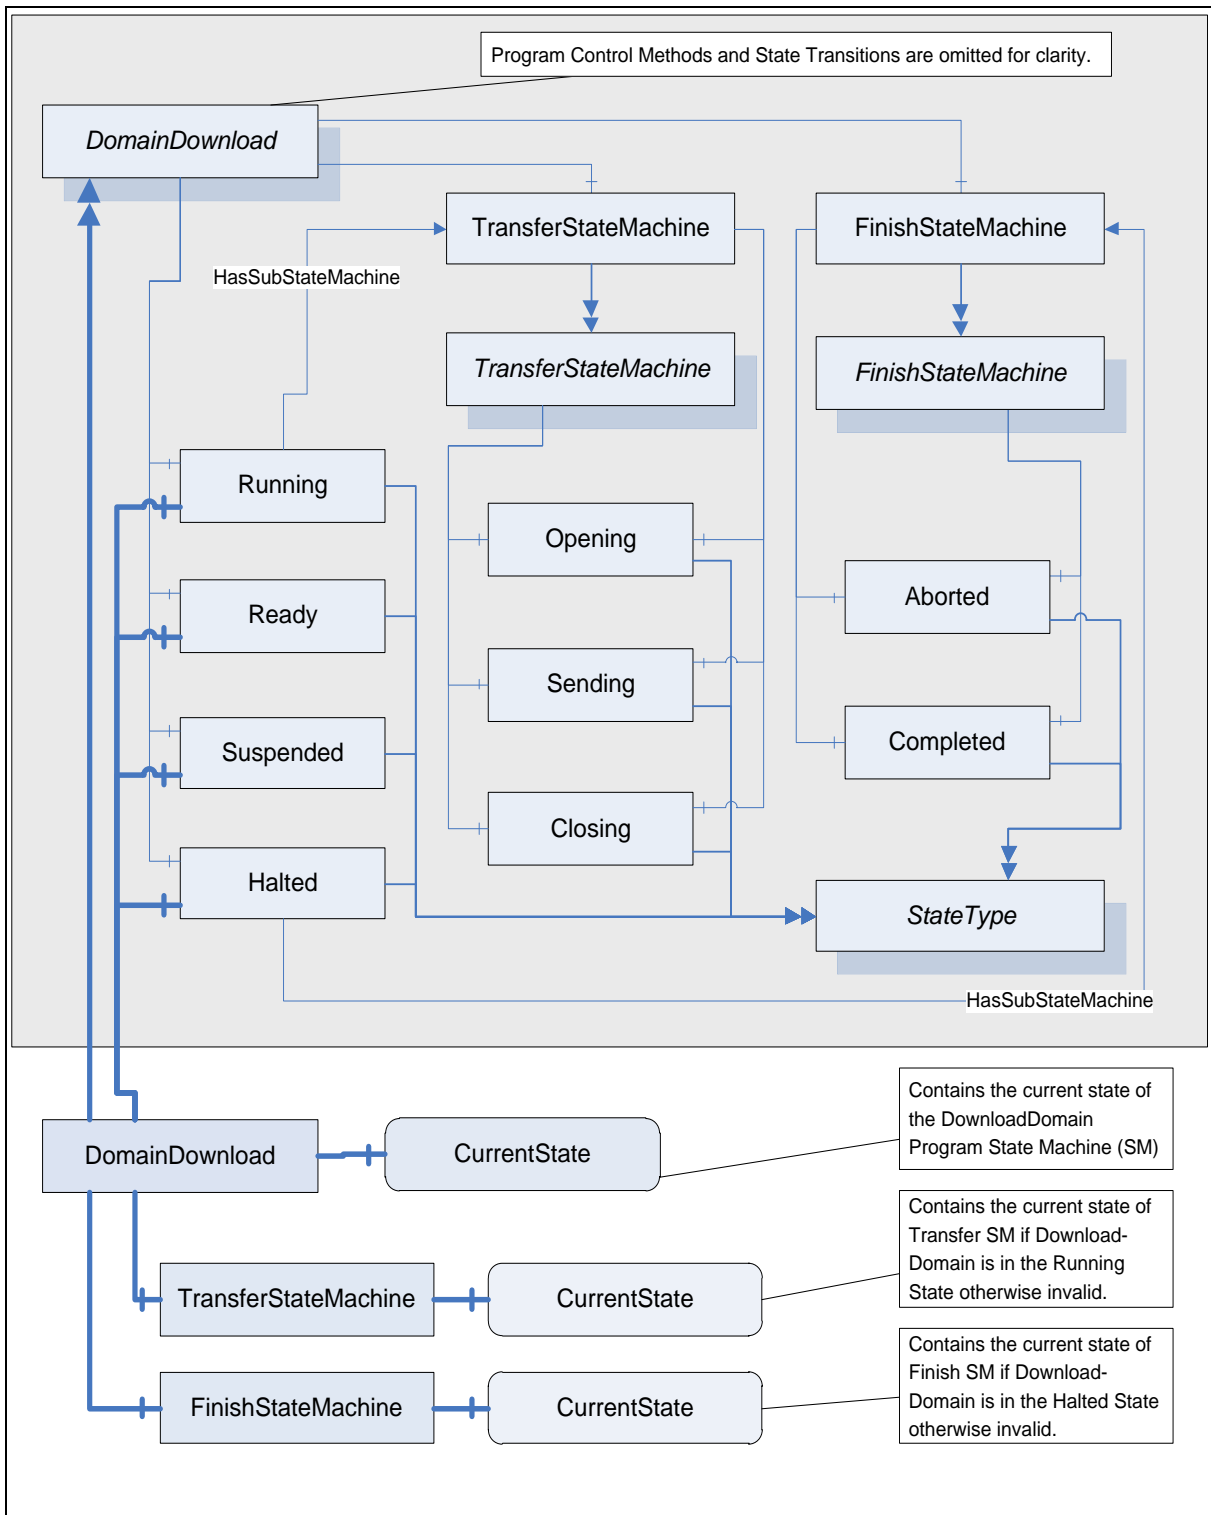 Program Control Methods and State Transitions are omitted for clarity.
DomainDownload
TransferStateMachine
FinishStateMachine
HasSubStateMachine
TransferStateMachine
FinishStateMachine
Running
Opening
Aborted
Ready
Sending
Completed
Suspended
Closing
Halted
StateType
HasSubStateMachine
DomainDownload
CurrentState
Contains the current state of
the DownloadDomain
Program State Machine (SM)
TransferStateMachine
CurrentState
Contains the current state of
Transfer SM if Download-
Domain is in the Running
State otherwise invalid.
FinishStateMachine
CurrentState
Contains the current state of
Finish SM if Download-
Domain is in the Halted State
otherwise invalid.